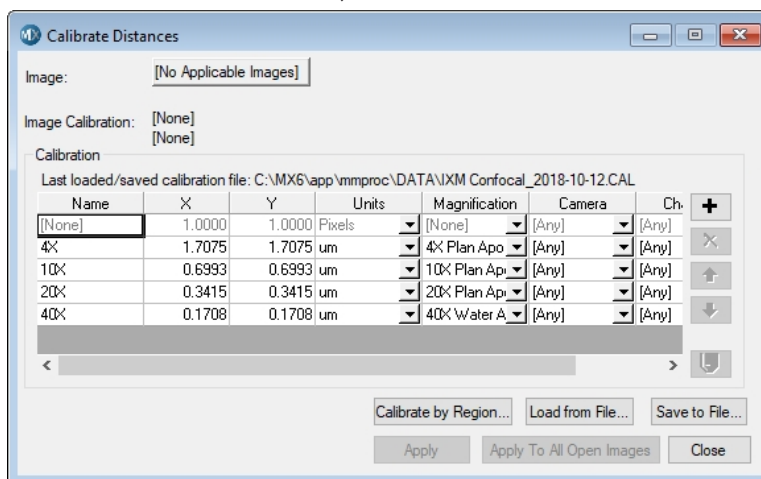 MX Calibrate Distances
Image: [No Applicable Images]
Image Calibration: [None]
[None]
Calibration
Last loaded/saved calibration file: C:\MX6\app\mmproc\DATA\IXM Confocal_2018-10-12.CAL
Name X Y Units Magnification Camera Ch
[None] 1.0000 1.0000 Pixels [None] [Any] [Any]
4X 1.7075 1.7075 um 4X Plan Apo [Any] [Any]
10X 0.6993 0.6993 um 10X Plan Ap [Any] [Any]
20X 0.3415 0.3415 um 20X Plan Ap [Any] [Any]
40X 0.1708 0.1708 um 40X Water A [Any] [Any]
Calibrate by Region... Load from File... Save to File...
Apply Apply To All Open Images Close